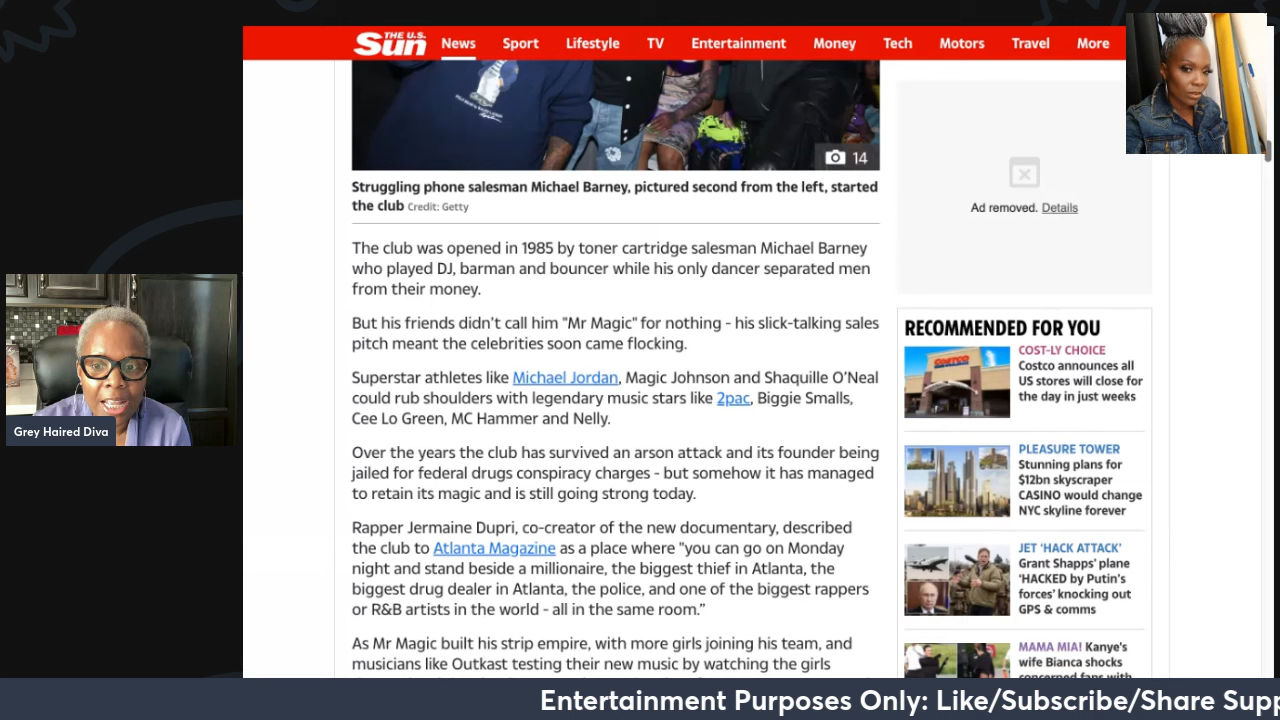 THE U.S.
Sun
News Sport Lifestyle TV Entertainment Money Tech Motors Travel More
14
Struggling phone salesman Michael Barney, pictured second from the left, started
the club Credit: Getty
The club was opened in 1985 by toner cartridge salesman Michael Barney
who played DJ, barman and bouncer while his only dancer separated men
from their money.
But his friends didn't call him "Mr Magic" for nothing - his slick-talking sales
pitch meant the celebrities soon came flocking.
Superstar athletes like Michael Jordan, Magic Johnson and Shaquille O'Neal
could rub shoulders with legendary music stars like 2pac, Biggie Smalls,
Cee Lo Green, MC Hammer and Nelly.
Over the years the club has survived an arson attack and its founder being
jailed for federal drugs conspiracy charges - but somehow it has managed
to retain its magic and is still going strong today.
Rapper Jermaine Dupri, co-creator of the new documentary, described
the club to Atlanta Magazine as a place where "you can go on Monday
night and stand beside a millionaire, the biggest thief in Atlanta, the
biggest drug dealer in Atlanta, the police, and one of the biggest rappers
or R&B artists in the world - all in the same room.”
As Mr Magic built his strip empire, with more girls joining his team, and
musicians like Outkast testing their new music by watching the girls
Ad removed. Details
RECOMMENDED FOR YOU
COST-LY CHOICE
Costco announces all
US stores will close for
the day in just weeks
PLEASURE TOWER
Stunning plans for
$12bn skyscraper
CASINO would change
NYC skyline forever
JET ‘HACK ATTACK’
Grant Shapps’ plane
‘HACKED by Putin’s
forces’ knocking out
GPS & comms
MAMA MIA! Kanye's
wife Bianca shocks
concerned fans with
Grey Haired Diva
Entertainment Purposes Only: Like/Subscribe/Share Supp